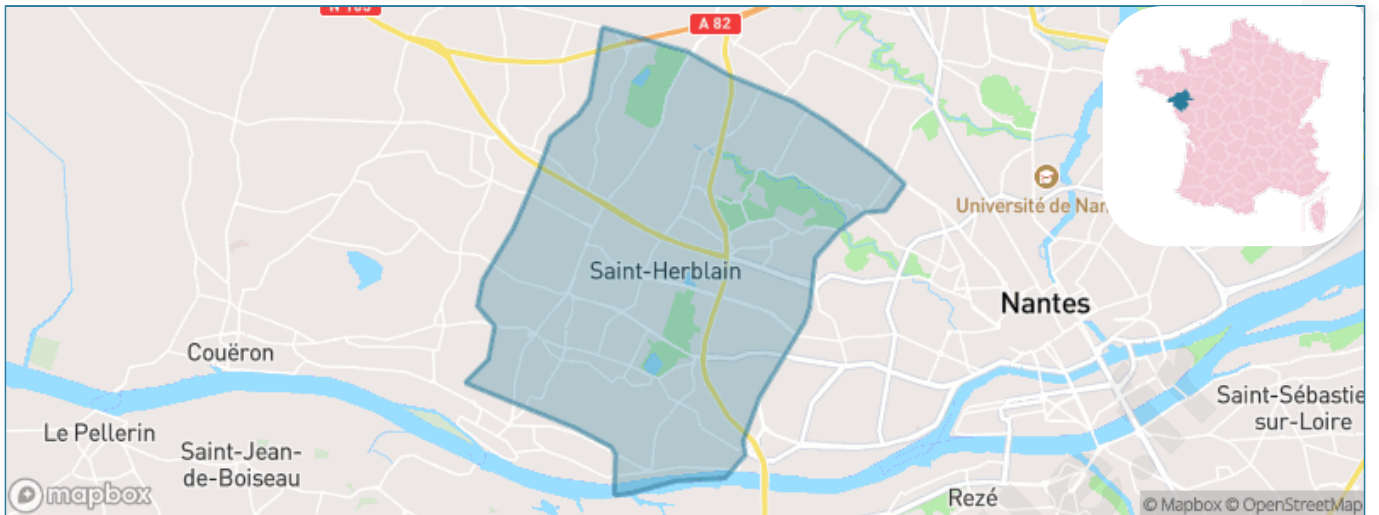 A 82
Université de Nan
Saint-Herblain
Nantes
Couëron
Saint-Sébastie
sur-Loire
Le Pellerin
Saint-Jean-
de-Boiseau
Rezé
mapbox
© Mapbox © OpenStreetMap